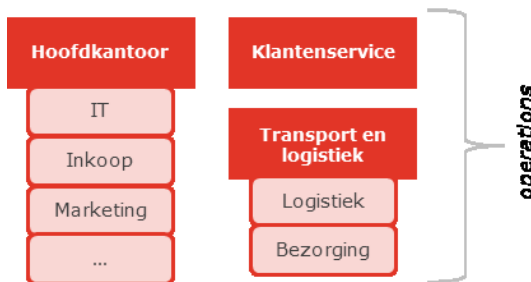 Hoofdkantoor
IT
Inkoop
Marketing
...
Klantenservice
Transport en
logistiek
Logistiek
Bezorging
operations